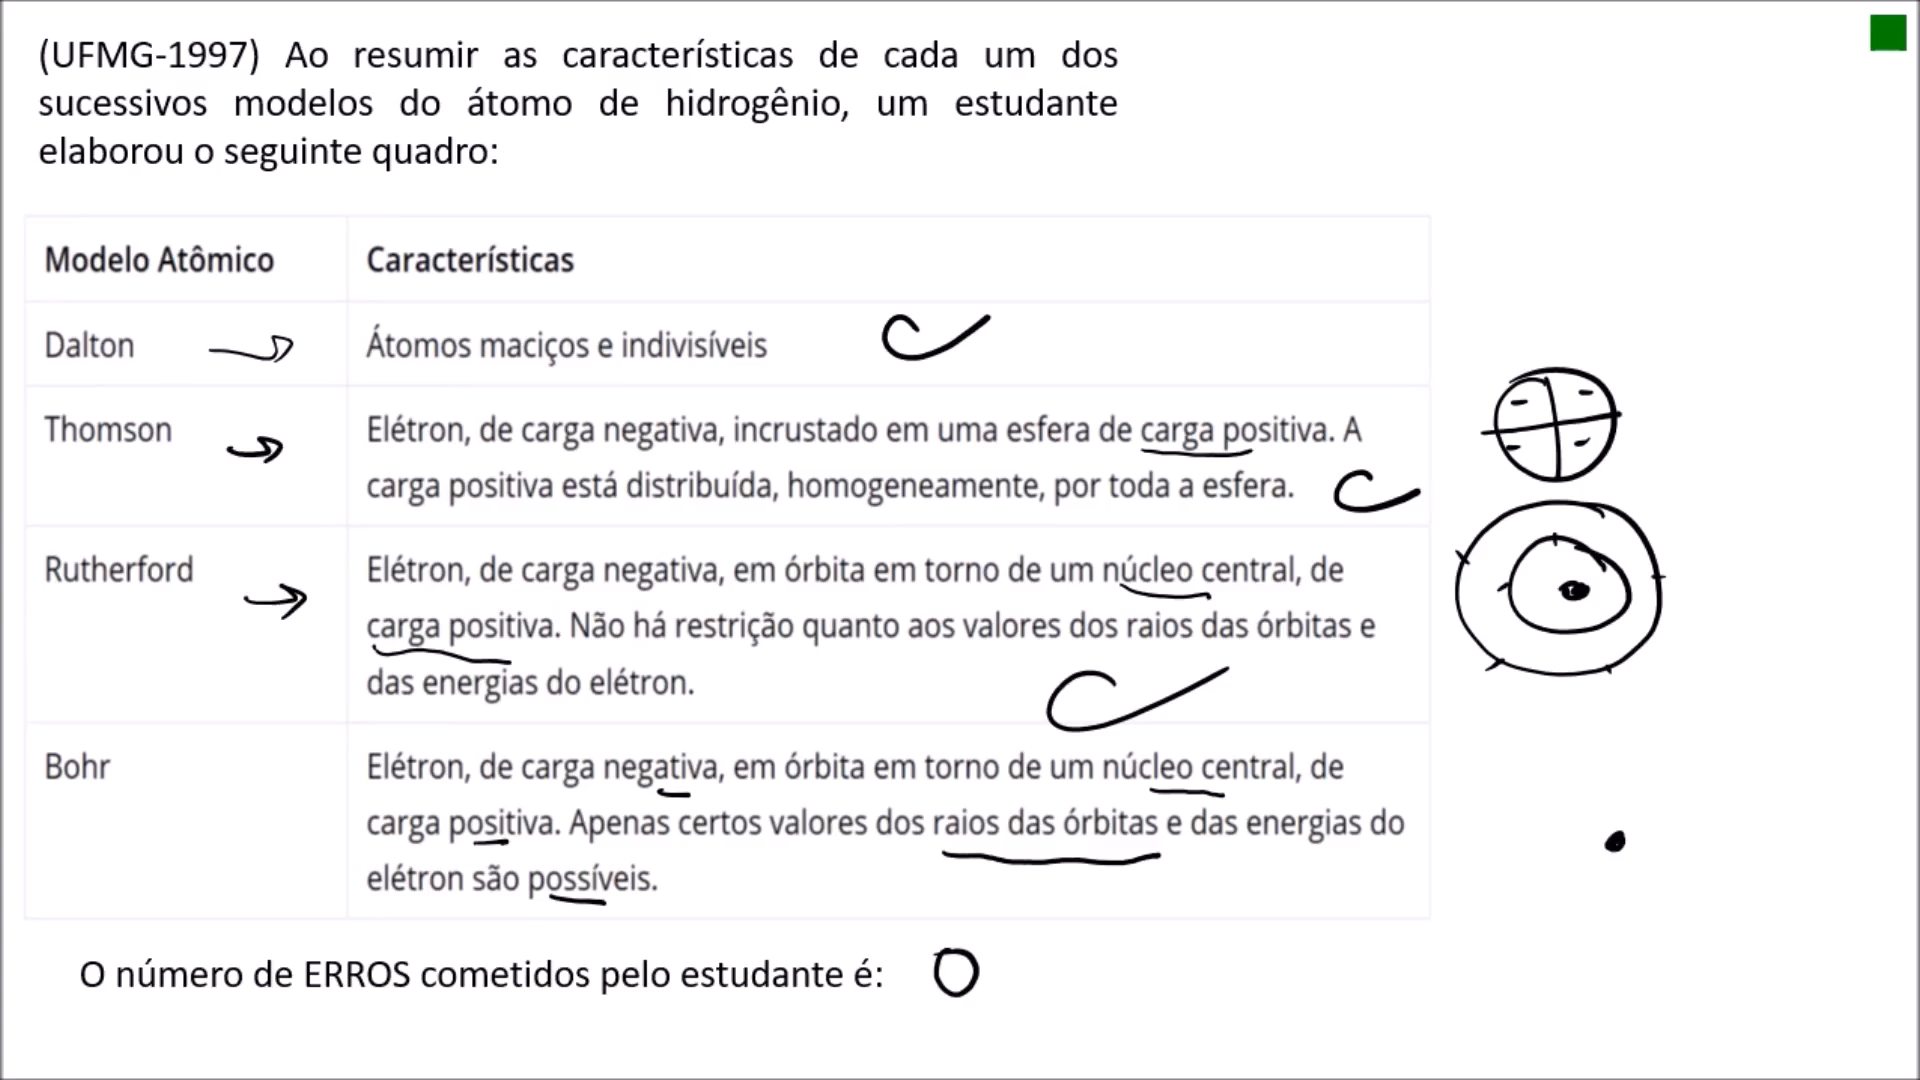 (UFMG-1997) Ao resumir as características de cada um dos
sucessivos modelos do átomo de hidrogênio, um estudante
elaborou o seguinte quadro:
Modelo Atômico Características
Dalton Átomos maciços e indivisíveis
Thomson Elétron, de carga negativa, incrustado em uma esfera de carga positiva. A
carga positiva está distribuída, homogeneamente, por toda a esfera.
Rutherford Elétron, de carga negativa, em órbita em torno de um núcleo central, de
carga positiva. Não há restrição quanto aos valores dos raios das órbitas e
das energias do elétron.
Bohr Elétron, de carga negativa, em órbita em torno de um núcleo central, de
carga positiva. Apenas certos valores dos raios das órbitas e das energias do
elétron são possíveis.
O número de ERROS cometidos pelo estudante é: 0